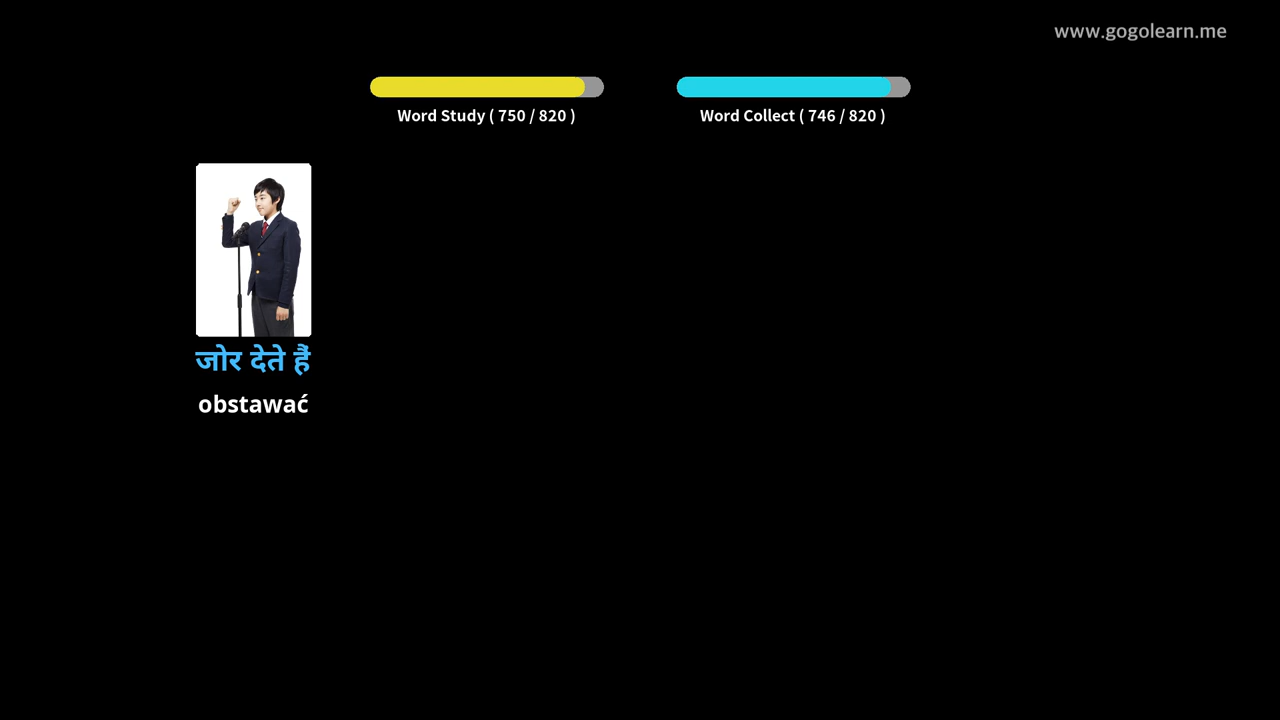 www.gogolearn.me
Word Study ( 750 / 820 )
Word Collect ( 746 / 820 )
जोर देते हैं
obstawać